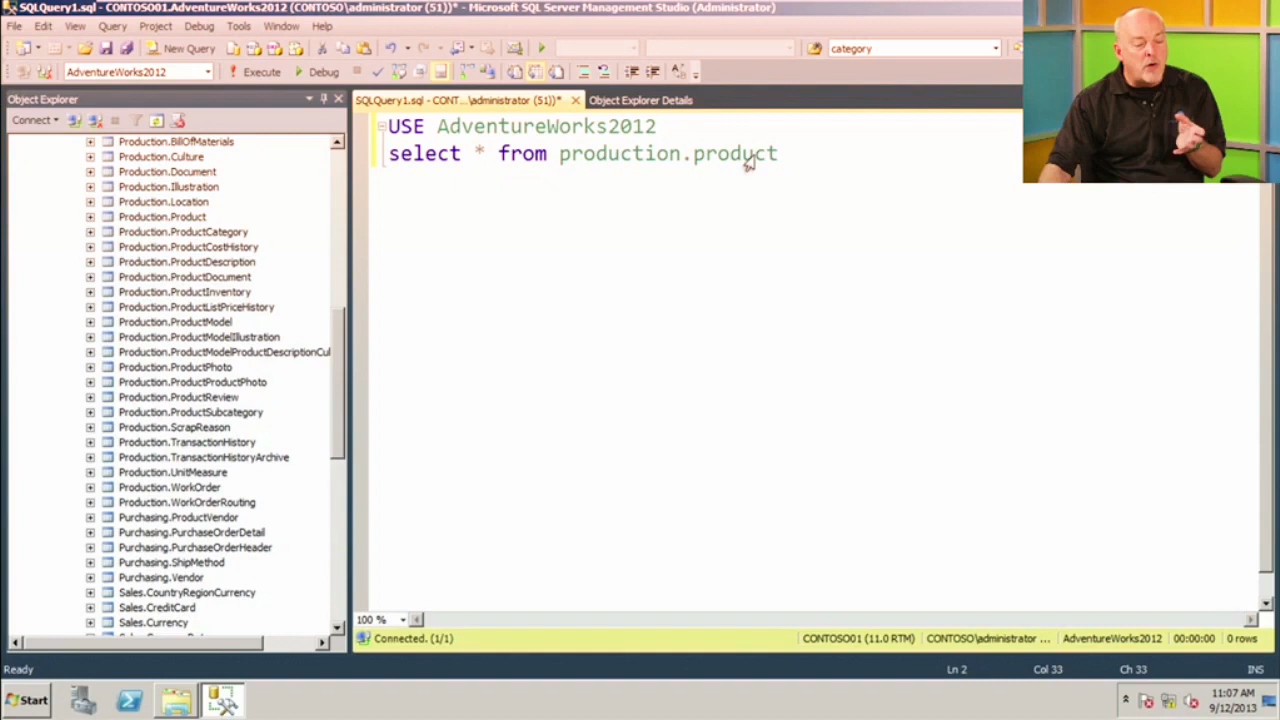 SQLQuery1.sql - CONTOSO01.AdventureWorks2012 (CONTOSO\administrator (51))* - Microsoft SQL Server Management Studio (Administrator)
File Edit View Query Project Debug Tools Window Help
New Query category
AdventureWorks2012 Execute Debug
Object Explorer
Connect
Production.BillOfMaterials
Production.Culture
Production.Document
Production.Illustration
Production.Location
Production.Product
Production.ProductCategory
Production.ProductCostHistory
Production.ProductDescription
Production.ProductDocument
Production.ProductInventory
Production.ProductListPriceHistory
Production.ProductModel
Production.ProductModelIllustration
Production.ProductModelProductDescriptionCul
Production.ProductPhoto
Production.ProductProductPhoto
Production.ProductReview
Production.ProductSubcategory
Production.ScrapReason
Production.TransactionHistory
Production.TransactionHistoryArchive
Production.UnitMeasure
Production.WorkOrder
Production.WorkOrderRouting
Purchasing.ProductVendor
Purchasing.PurchaseOrderDetail
Purchasing.PurchaseOrderHeader
Purchasing.ShipMethod
Purchasing.Vendor
Sales.CountryRegionCurrency
Sales.CreditCard
Sales.Currency
SQLQuery1.sql - CONT...\administrator (51))* Object Explorer Details
USE AdventureWorks2012
select * from production.product
100 %
Connected. (1/1) CONTOSO01 (11.0 RTM) CONTOSO\administrator ... AdventureWorks2012 00:00:00 0 rows
Ready Ln 2 Col 33 Ch 33 INS
Start 11:07 AM
9/12/2013